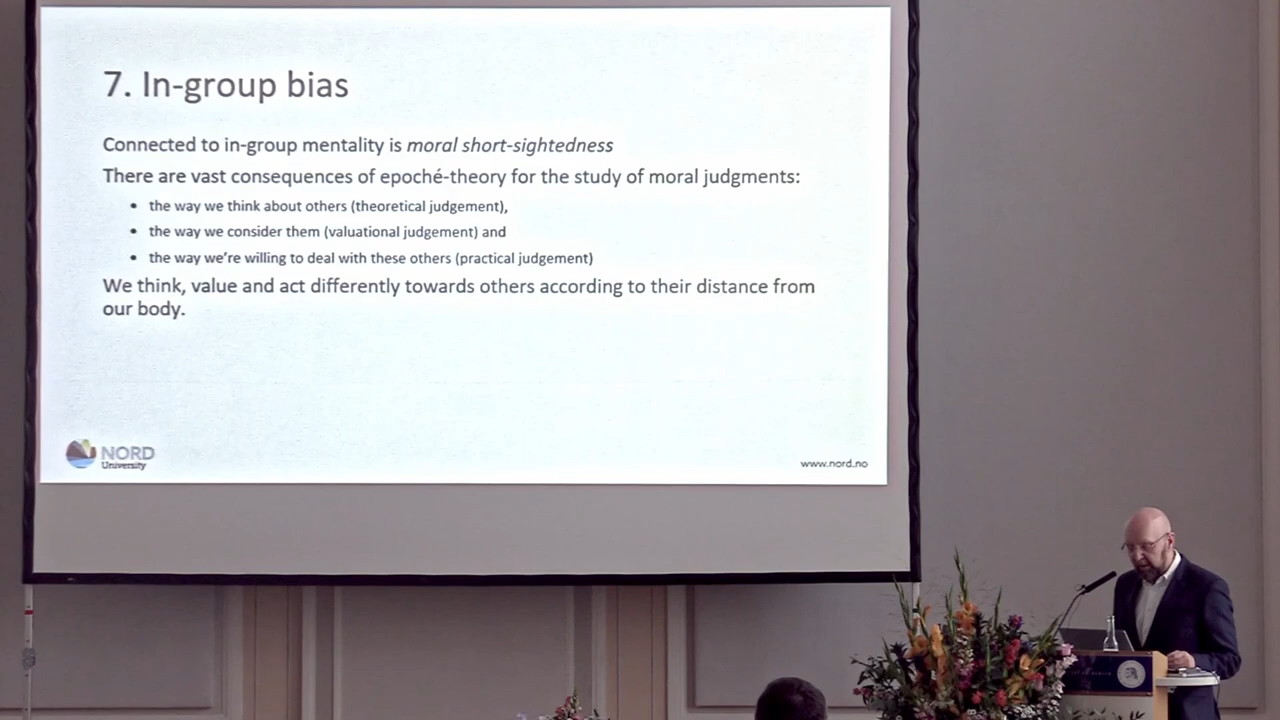 7. In-group bias
Connected to in-group mentality is moral short-sightedness
There are vast consequences of epoché-theory for the study of moral judgments:
• the way we think about others (theoretical judgement),
• the way we consider them (valuational judgement) and
• the way we're willing to deal with these others (practical judgement)
We think, value and act differently towards others according to their distance from
our body.
NORD
University
www.nord.no